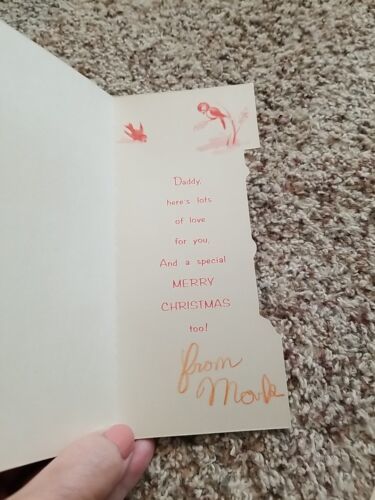 Daddy,
here's lots
of love
for you,
And a special
MERRY
CHRISTMAS
too!
from
Mark